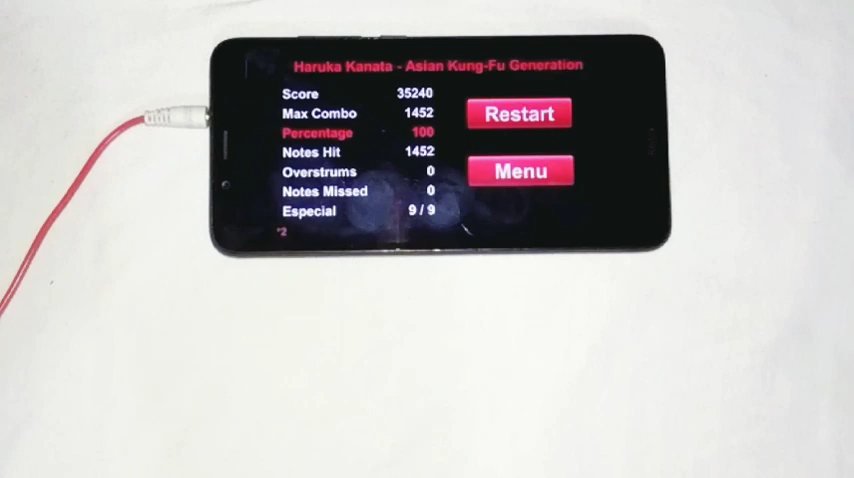 Haruka Kanata - Asian Kung-Fu Generation
Score 35240
Max Combo 1452
Percentage 100
Notes Hit 1452
Overstrums 0
Notes Missed 0
Especial 9 / 9
*2
Restart
Menu